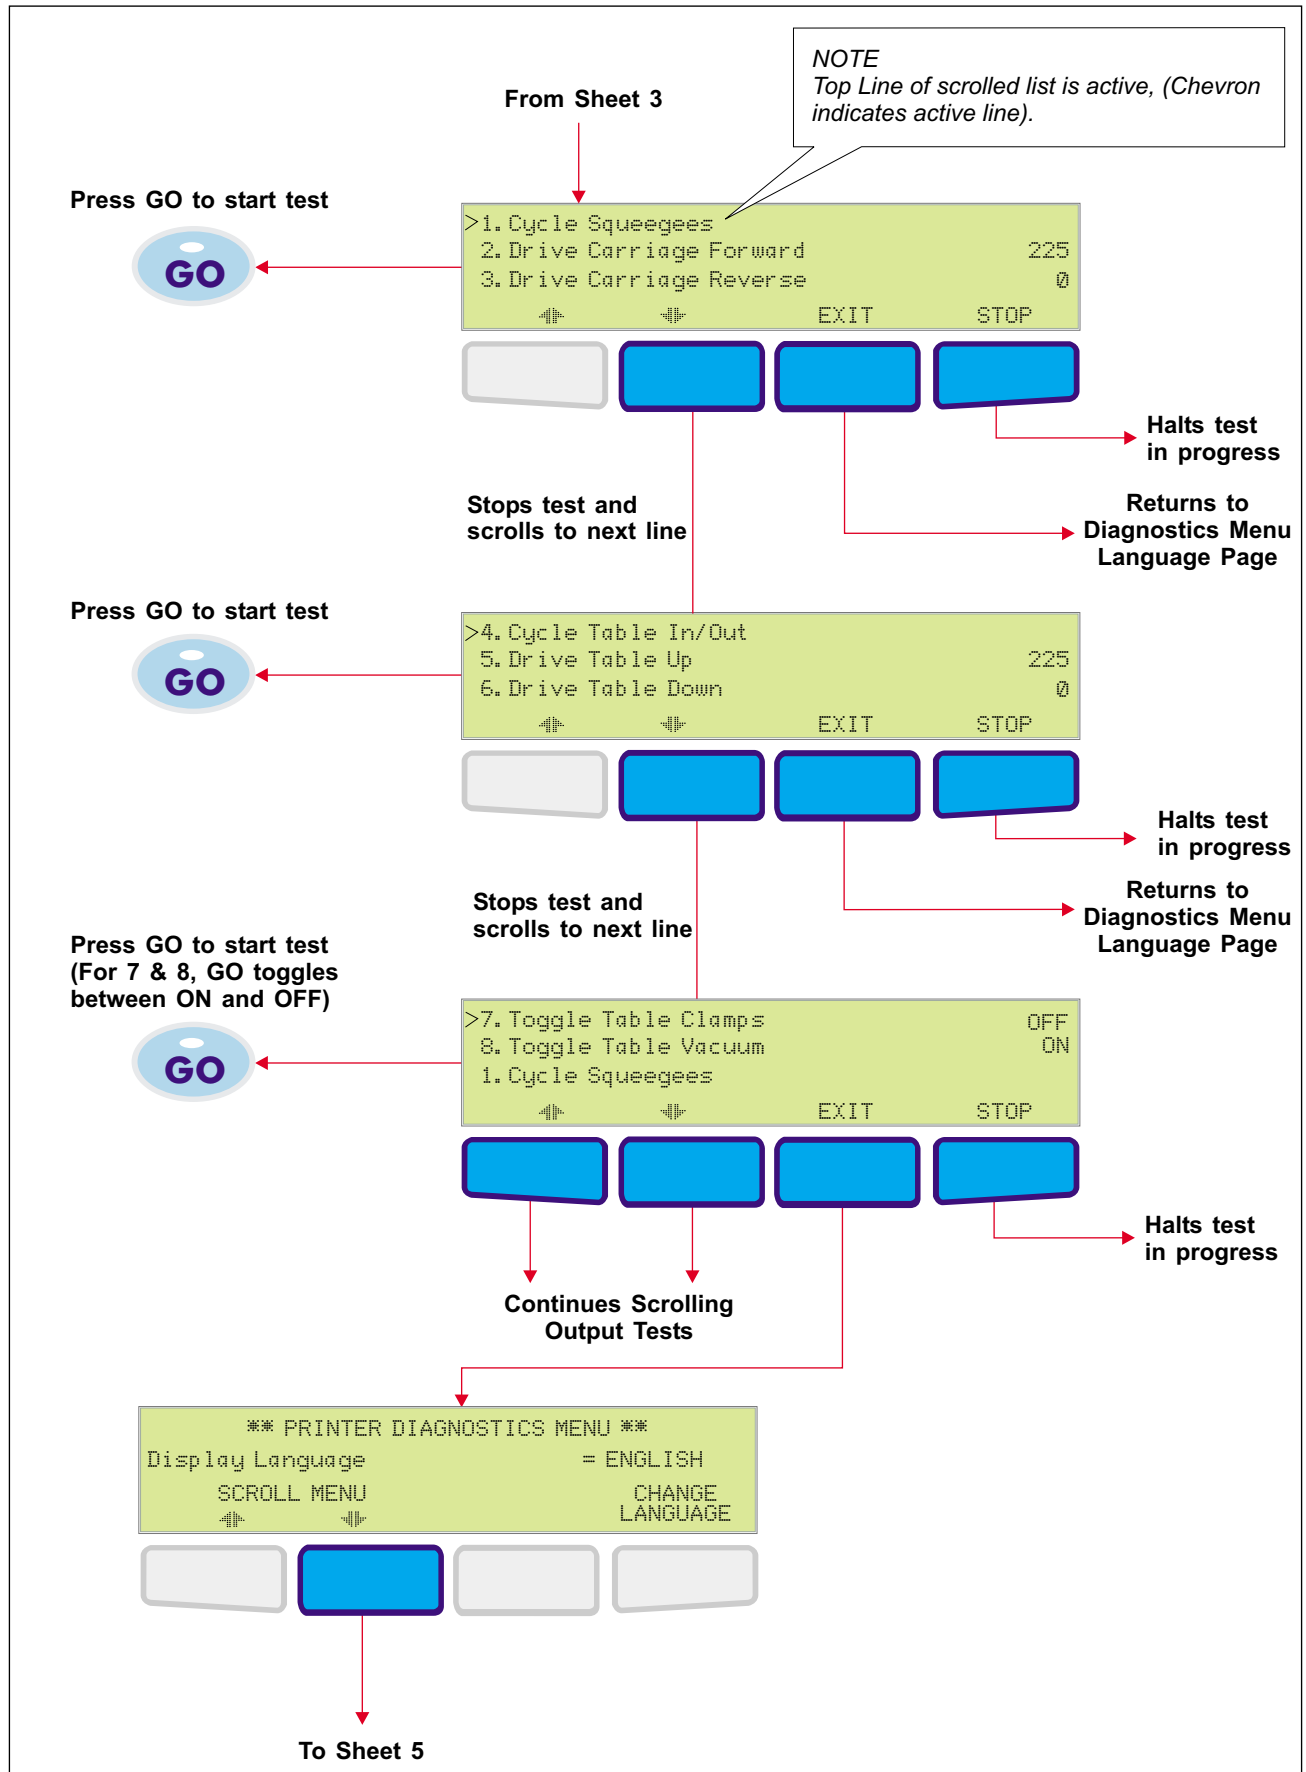 NOTE
Top Line of scrolled list is active, (Chevron
indicates active line).
From Sheet 3
Press GO to start test
GO
>1.Cycle Squeegees
2.Drive Carriage Forward 225
3.Drive Carriage Reverse 0
EXIT STOP
Halts test
in progress
Stops test and
scrolls to next line
Returns to
Diagnostics Menu
Language Page
Press GO to start test
GO
>4.Cycle Table In/Out
5.Drive Table Up 225
6.Drive Table Down 0
EXIT STOP
Halts test
in progress
Stops test and
scrolls to next line
Returns to
Diagnostics Menu
Language Page
Press GO to start test
(For 7 & 8, GO toggles
between ON and OFF)
GO
>7.Toggle Table Clamps OFF
8.Toggle Table Vacuum ON
1.Cycle Squeegees
EXIT STOP
Halts test
in progress
Continues Scrolling
Output Tests
** PRINTER DIAGNOSTICS MENU **
Display Language = ENGLISH
SCROLL MENU CHANGE
LANGUAGE
To Sheet 5